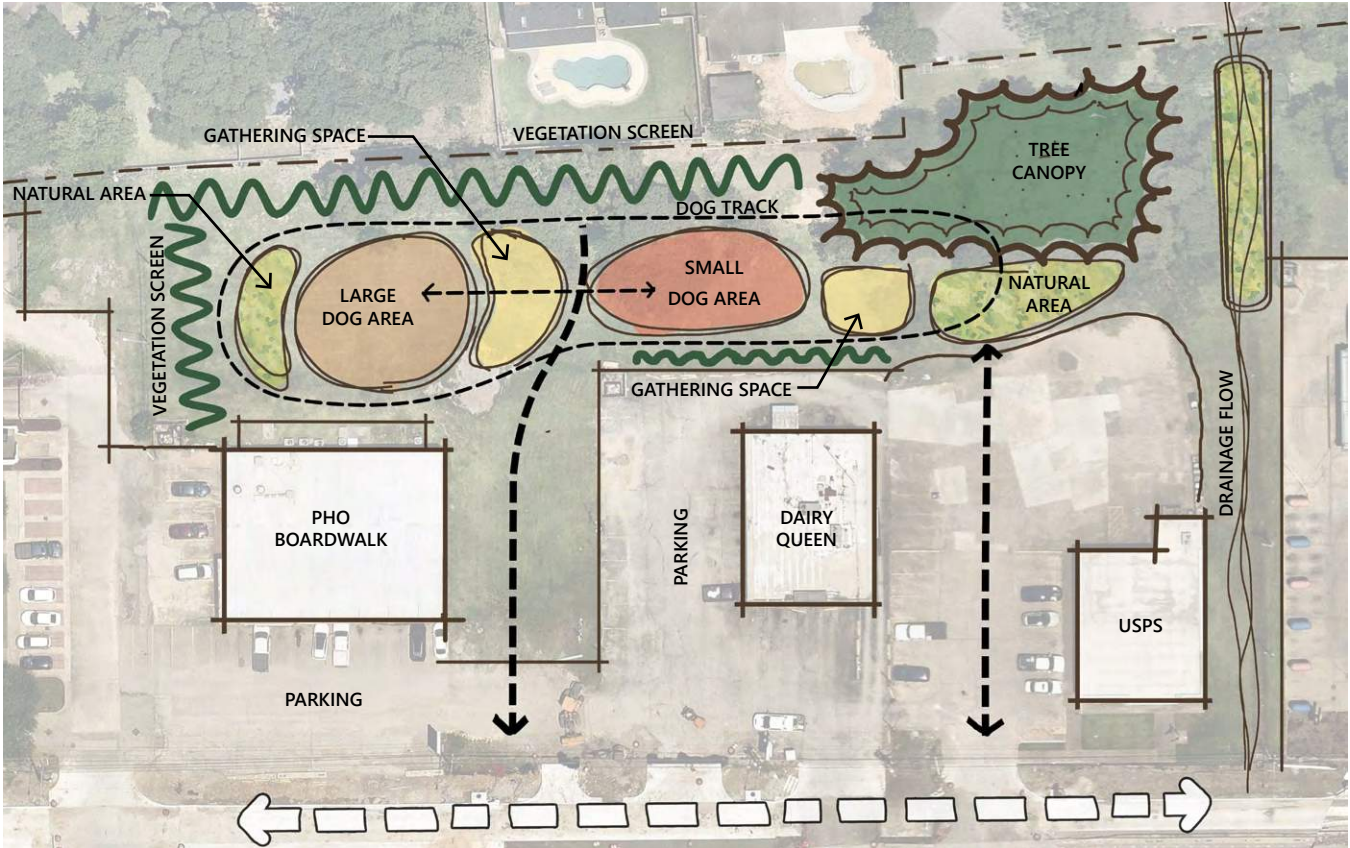 GATHERING SPACE
VEGETATION SCREEN
NATURAL AREA
TREE
CANOPY
DOG TRACK
VEGETATION SCREEN
LARGE
DOG AREA
SMALL
DOG AREA
NATURAL
AREA
GATHERING SPACE
DRAINAGE FLOW
PHO
BOARDWALK
PARKING
DAIRY
QUEEN
USPS
PARKING